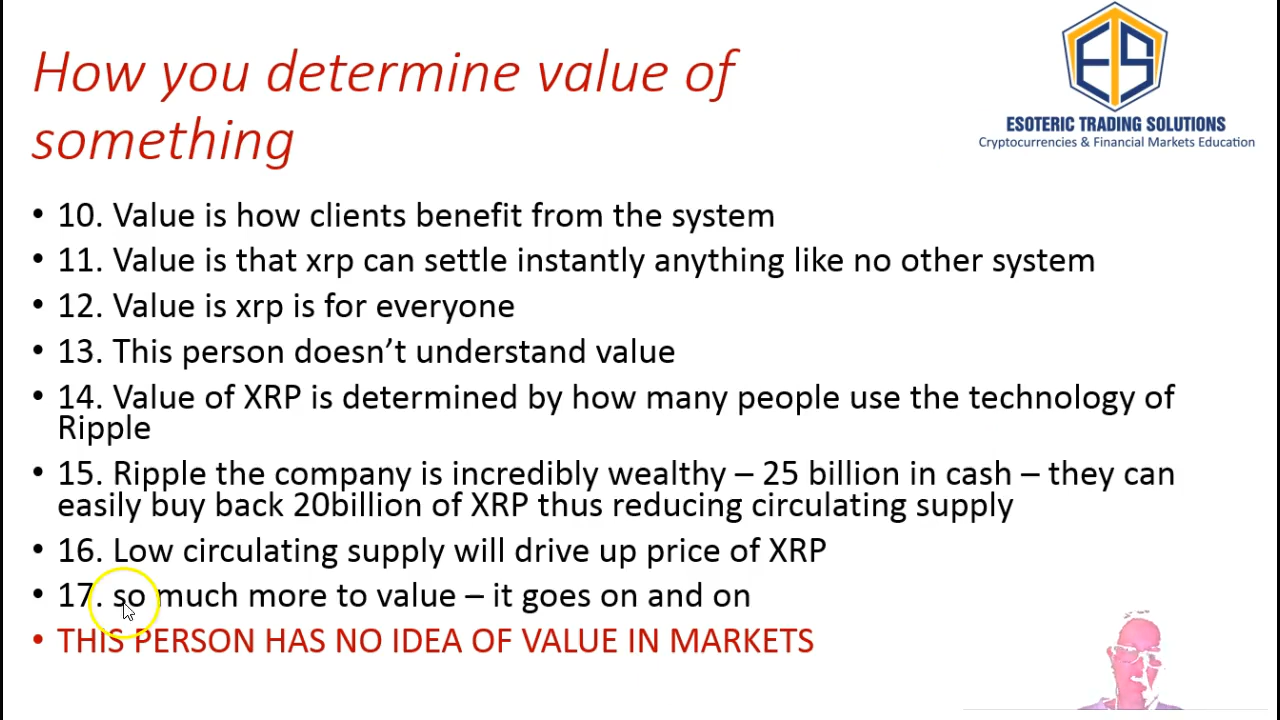 How you determine value of
something
ETS
ESOTERIC TRADING SOLUTIONS
Cryptocurrencies & Financial Markets Education
• 10. Value is how clients benefit from the system
• 11. Value is that xrp can settle instantly anything like no other system
• 12. Value is xrp is for everyone
• 13. This person doesn’t understand value
• 14. Value of XRP is determined by how many people use the technology of
Ripple
• 15. Ripple the company is incredibly wealthy – 25 billion in cash – they can
easily buy back 20billion of XRP thus reducing circulating supply
• 16. Low circulating supply will drive up price of XRP
• 17. so much more to value – it goes on and on
• THIS PERSON HAS NO IDEA OF VALUE IN MARKETS